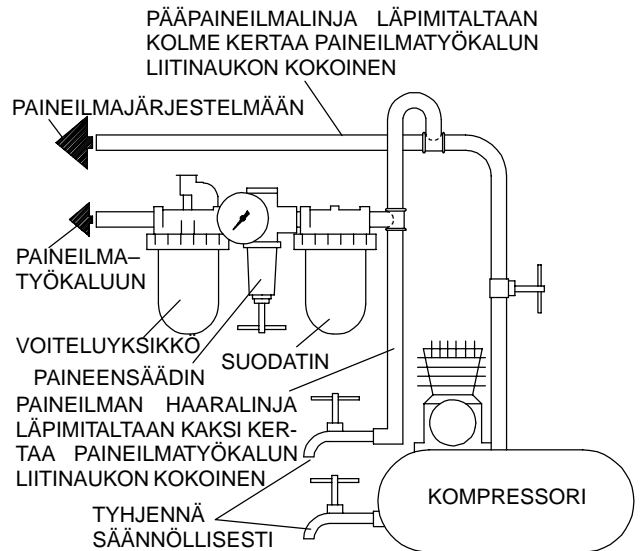 PÄÄPAINEILMALINJA LÄPIMITALTAAN
KOLME KERTAA PAINEILMATYÖKALUN
LIITINAUKON KOKOINEN
PAINEILMAJÄRJESTELMÄÄN
PAINEILMA–
TYÖKALUUN
VOITELUYKSIKKÖ
SUODATIN
PAINEENSÄÄDIN
PAINEILMAN HAARALINJA
LÄPIMITALTAAN KAKSI KER-
TAA PAINEILMATYÖKALUN
LIITINAUKON KOKOINEN
KOMPRESSORI
TYHJENNÄ
SÄÄNNÖLLISESTI